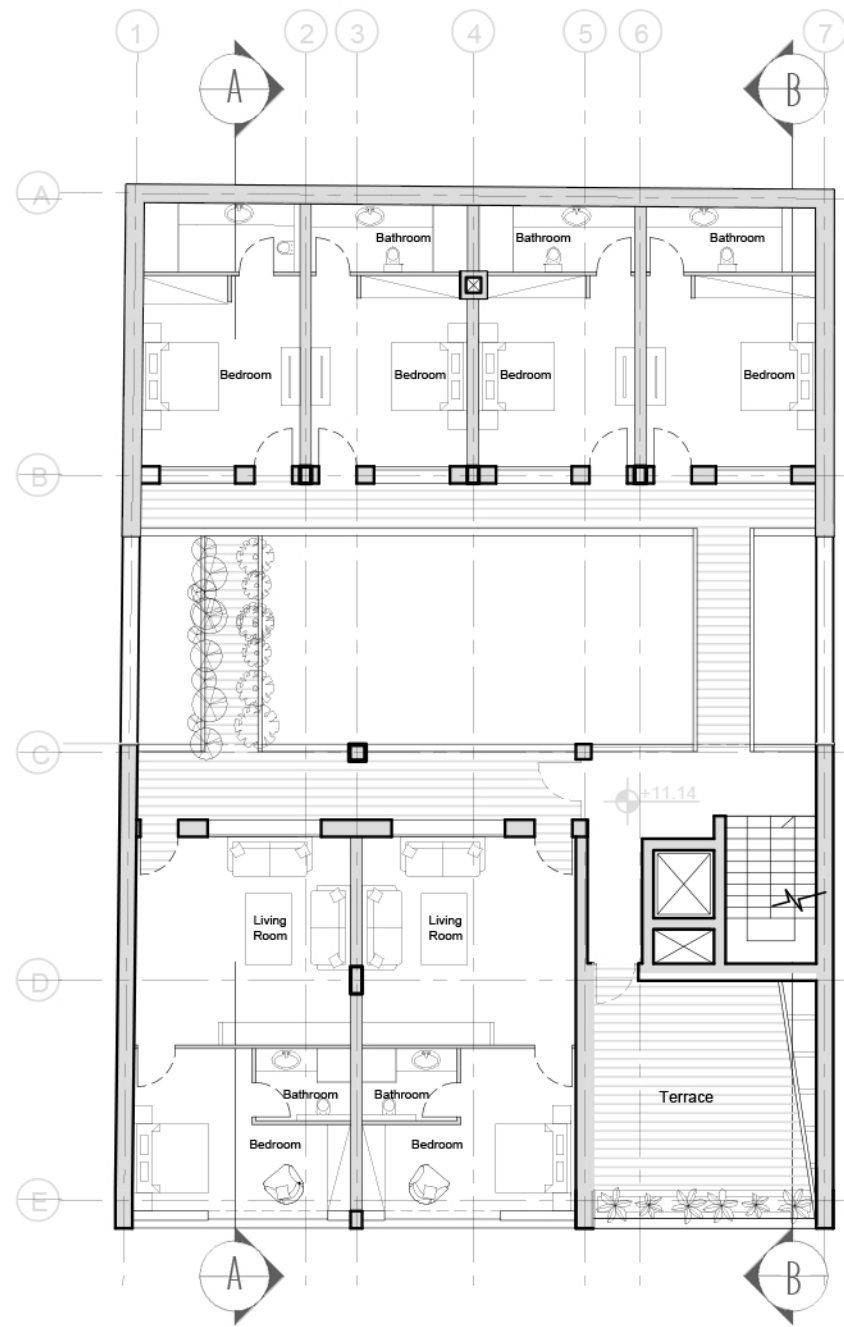 1 2 3 4 5 6 7
A B
A
Bathroom Bathroom Bathroom
Bedroom Bedroom Bedroom Bedroom
B
C
+11.14
Living Living
Room Room
D
Bathroom Bathroom
Terrace
Bedroom Bedroom
E
A B